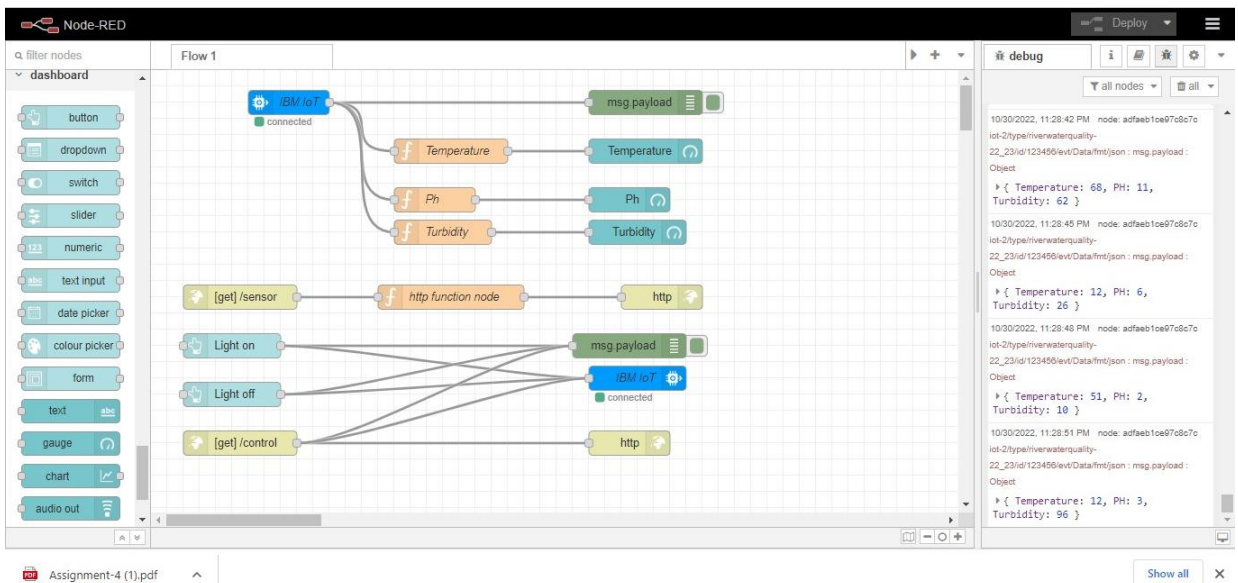 Node-RED
Deploy
filter nodes
dashboard
button
dropdown
switch
slider
123 numeric
abc text input
date picker
colour picker
form
text abc
gauge
chart
audio out
Flow 1
IBM IoT
connected
msg.payload
f Temperature
Temperature
f Ph
Ph
f Turbidity
Turbidity
[get] /sensor
f http function node
http
Light on
msg.payload
IBM IoT
connected
Light off
[get] /control
http
debug
i
all nodes
all
10/30/2022, 11:28:42 PM node: adfaeb1ce97c8c7c
iot-2/type/riverwaterquality-
22_23/id/123456/evt/Data/fmt/json : msg.payload :
Object
{ Temperature: 68, PH: 11,
Turbidity: 62 }
10/30/2022, 11:28:45 PM node: adfaeb1ce97c8c7c
iot-2/type/riverwaterquality-
22_23/id/123456/evt/Data/fmt/json : msg.payload :
Object
{ Temperature: 12, PH: 6,
Turbidity: 26 }
10/30/2022, 11:28:48 PM node: adfaeb1ce97c8c7c
iot-2/type/riverwaterquality-
22_23/id/123456/evt/Data/fmt/json : msg.payload :
Object
{ Temperature: 51, PH: 2,
Turbidity: 10 }
10/30/2022, 11:28:51 PM node: adfaeb1ce97c8c7c
iot-2/type/riverwaterquality-
22_23/id/123456/evt/Data/fmt/json : msg.payload :
Object
{ Temperature: 12, PH: 3,
Turbidity: 96 }
PDF Assignment-4 (1).pdf
Show all